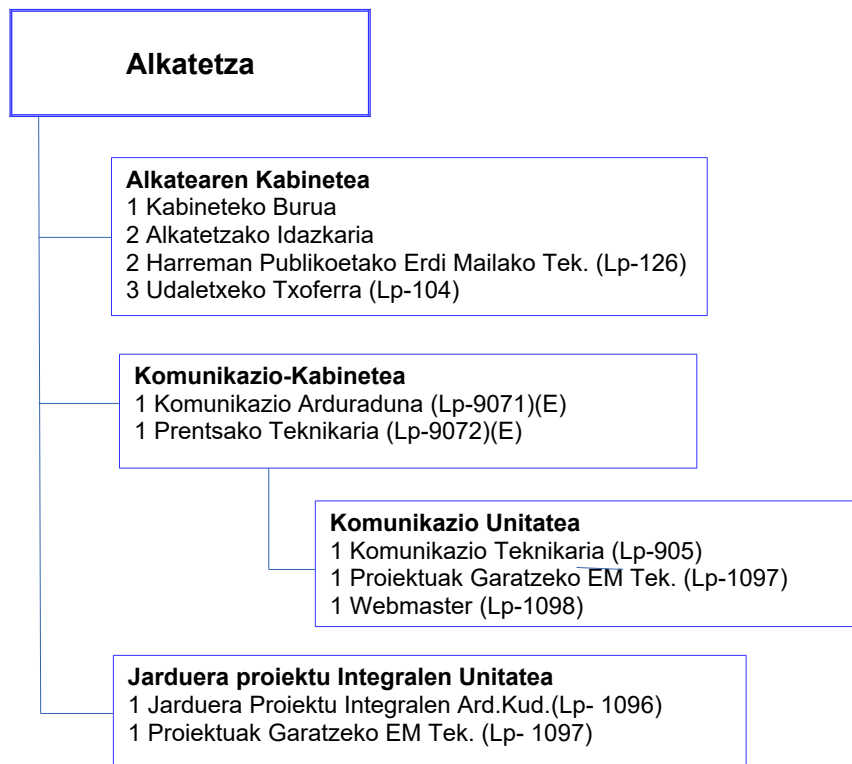 Alkatetza
Alkatearen Kabinetea
1 Kabineteko Burua
2 Alkatetzako Idazkaria
2 Harreman Publikoetako Erdi Mailako Tek. (Lp-126)
3 Udaletxeko Txoferra (Lp-104)
Komunikazio-Kabinetea
1 Komunikazio Arduraduna (Lp-9071)(E)
1 Prentsako Teknikaria (Lp-9072)(E)
Komunikazio Unitatea
1 Komunikazio Teknikaria (Lp-905)
1 Proiektuak Garatzeko EM Tek. (Lp-1097)
1 Webmaster (Lp-1098)
Jarduera proiektu Integralen Unitatea
1 Jarduera Proiektu Integralen Ard.Kud.(Lp- 1096)
1 Proiektuak Garatzeko EM Tek. (Lp- 1097)